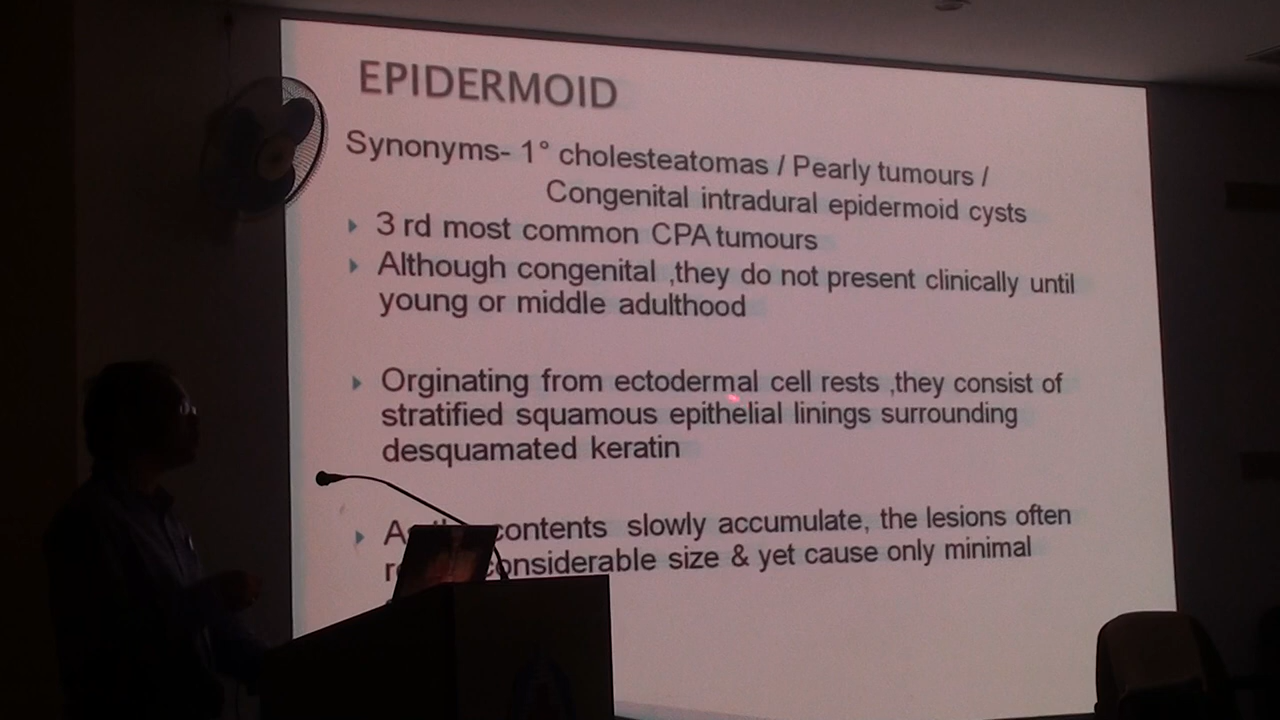 EPIDERMOID
Synonyms- 1° cholesteatomas / Pearly tumours /
Congenital intradural epidermoid cysts
3 rd most common CPA tumours
Although congenital ,they do not present clinically until
young or middle adulthood
Orginating from ectodermal cell rests ,they consist of
stratified squamous epithelial linings surrounding
desquamated keratin
contents slowly accumulate, the lesions often
considerable size & yet cause only minimal